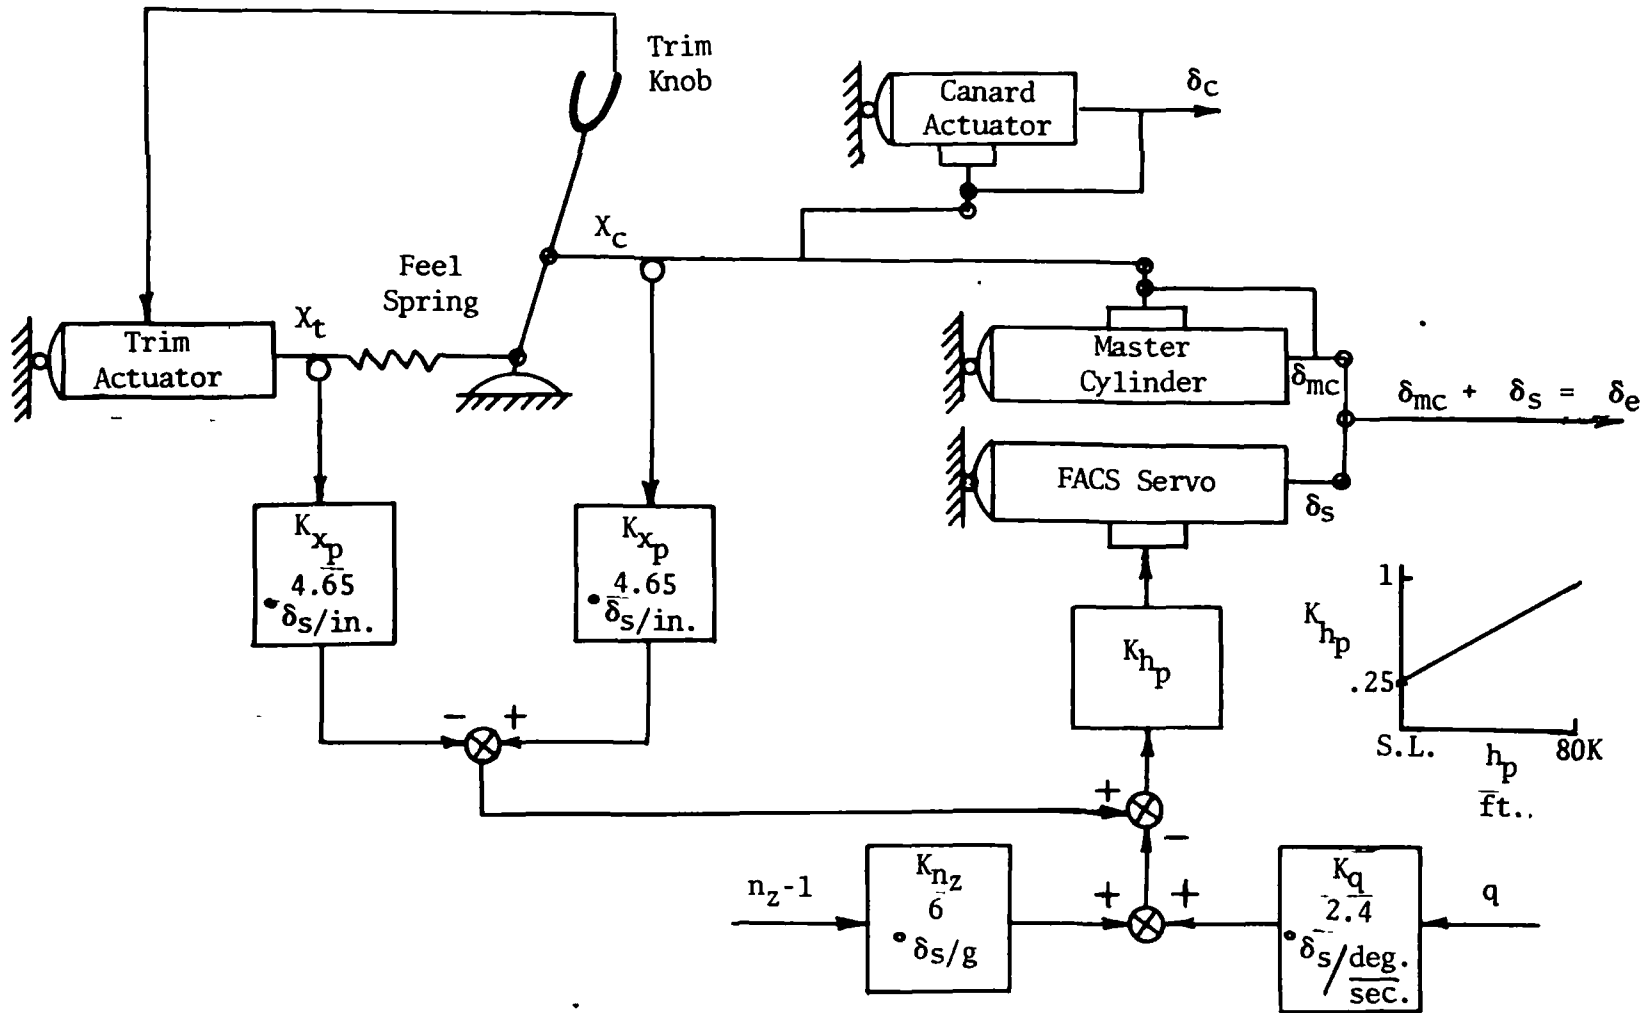 Trim
Knob
Canard
Actuator
δc
Xc
Feel
Spring
Xt
Trim
Actuator
Master
Cylinder
δmc
δmc + δs = δe
FACS Servo
δs
Kxp
4.65
° δs/in.
Kxp
4.65
° δs/in.
- +
Khp
1
Khp
.25
S.L. hp 80K
ft.
+
-
nz-1
Knz
6
° δs/g
+ +
Kq
2.4
° δs/deg.
sec.
q